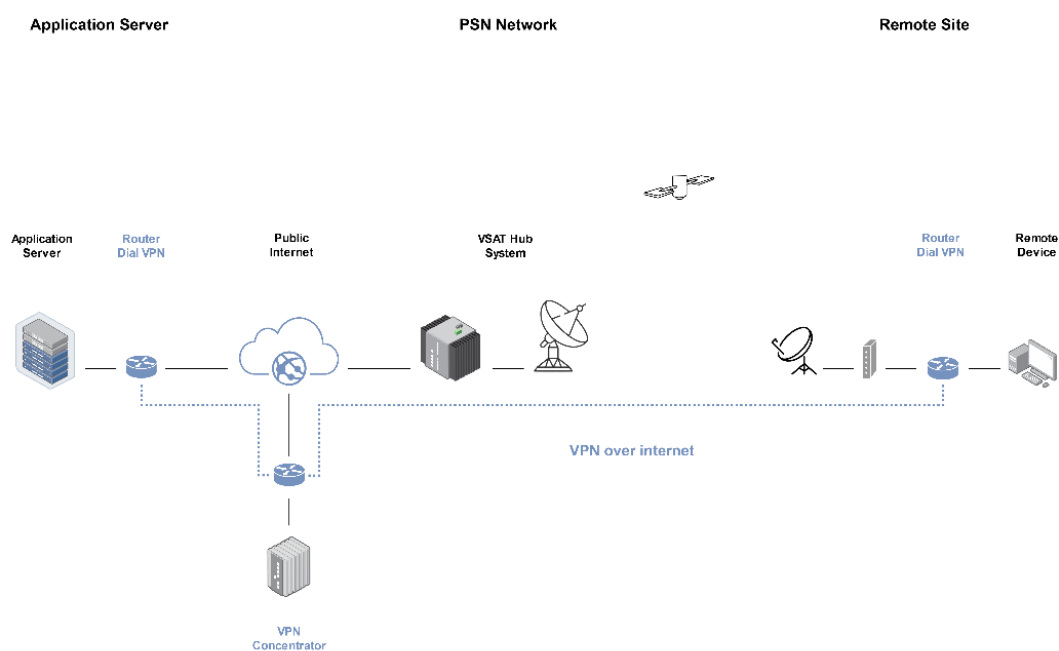 Application Server
PSN Network
Remote Site
Application
Server
Router
Dial VPN
Public
Internet
VSAT Hub
System
Router
Dial VPN
Remote
Device
VPN over internet
VPN
Concentrator